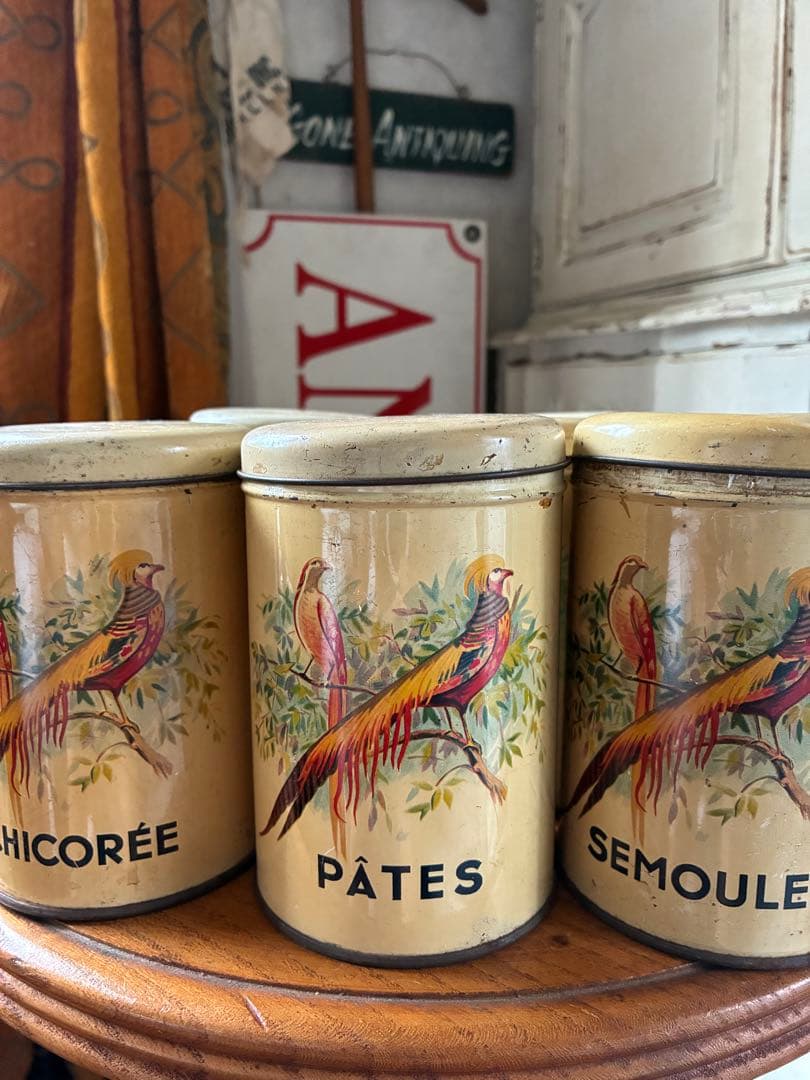 GONE ANTIQUING
AN
HICORÉE
PÂTES
SEMOULE